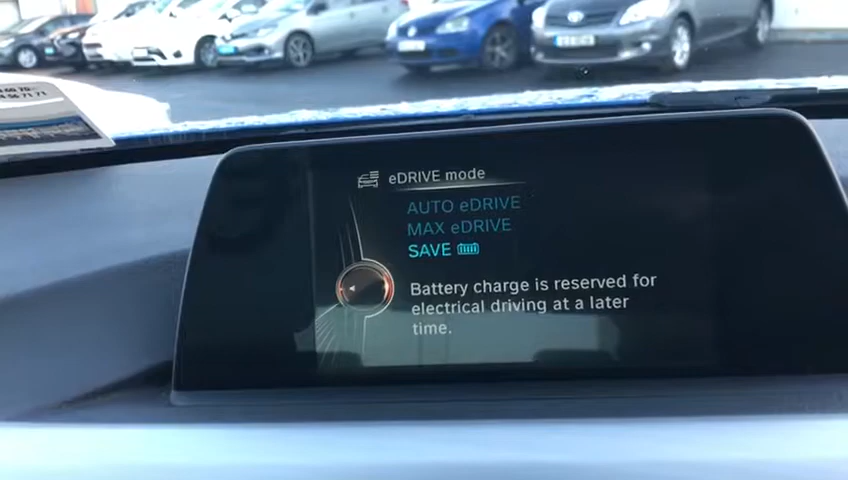 eDRIVE mode
AUTO eDRIVE
MAX eDRIVE
SAVE
Battery charge is reserved for
electrical driving at a later
time.